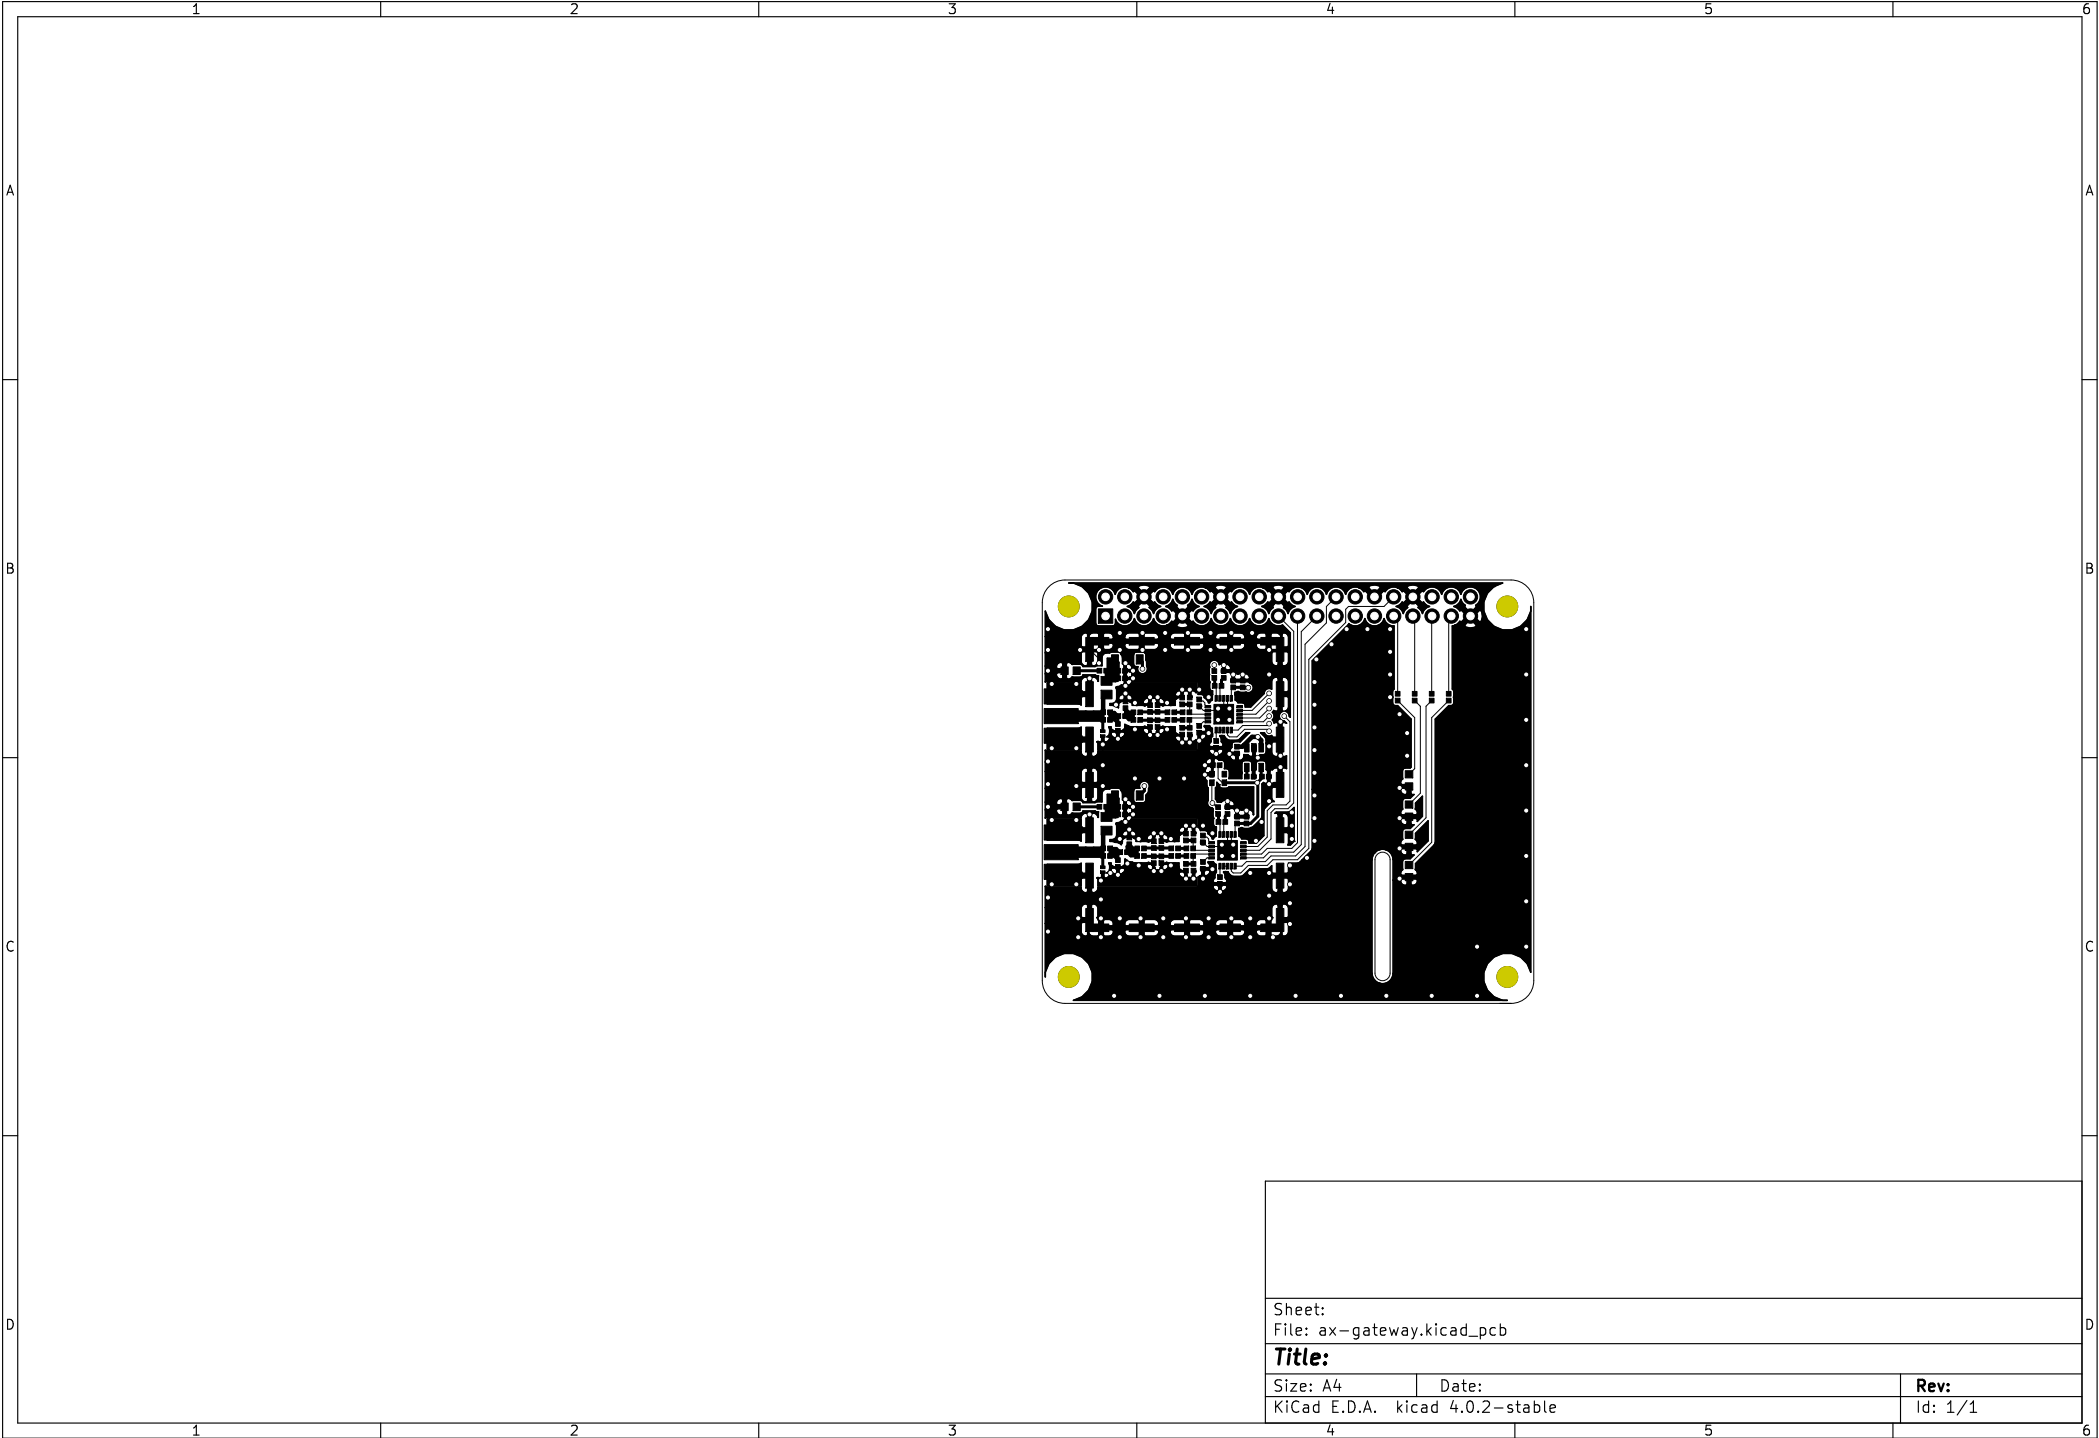 1 2 3 4 5 6
A A
B B
C C
Sheet:
File: ax-gateway.kicad_pcb
D D
Title:
Size: A4 Date: Rev:
KiCad E.D.A. kicad 4.0.2-stable Id: 1/1
1 2 3 4 5 6